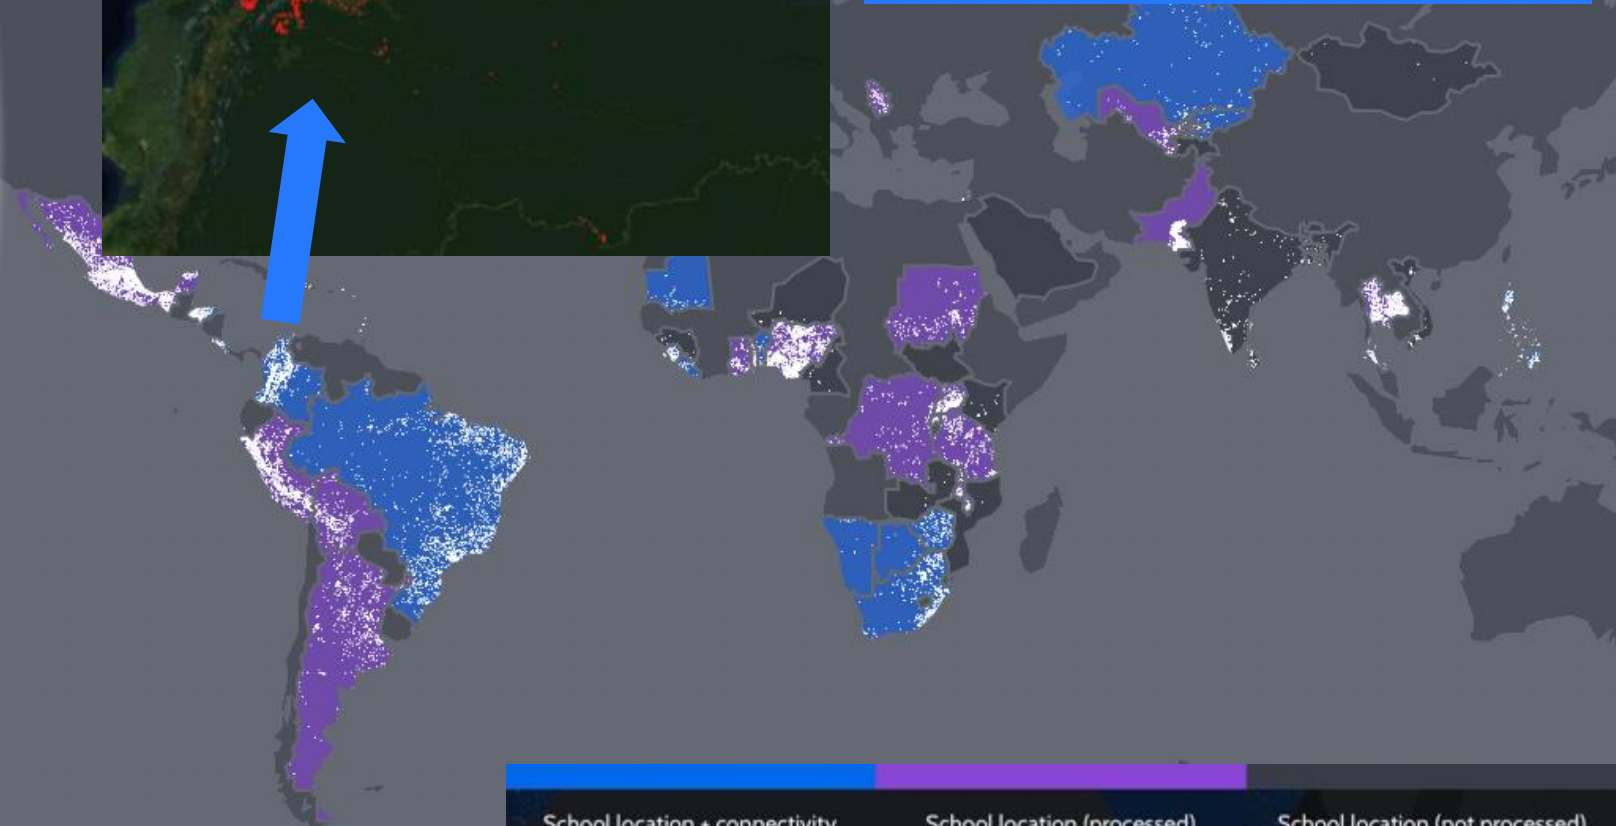 School location + connectivity
School location (processed)
School location (not processed)